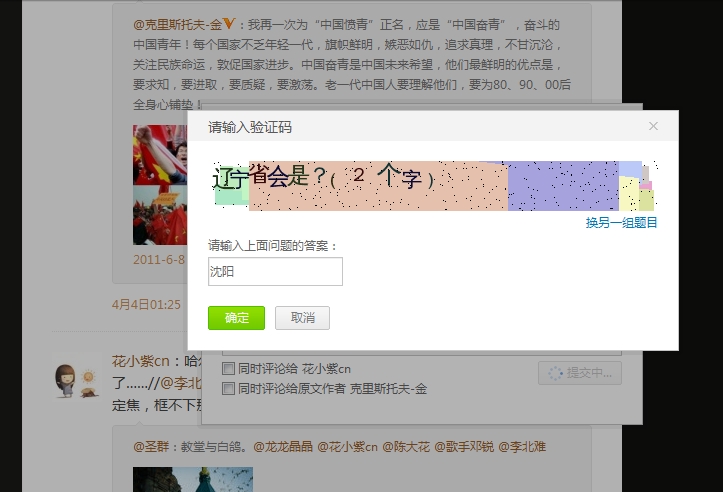 @克里斯托夫-金：我再一次为“中国愤青”正名，应是“中国奋青”，奋斗的
中国青年！每个国家不乏年轻一代，旗帜鲜明，嫉恶如仇，追求真理，不甘沉沦，
关注民族命运，敦促国家进步。中国奋青是中国未来希望，他们最鲜明的优点是，
要求知，要进取，要质疑，要激荡。老一代中国人要理解他们，要为80、90、00后
全身心铺垫！
请输入验证码
辽宁省会是？（2个字）
换另一组题目
请输入上面问题的答案：
2011-6-8
沈阳
4月4日01:25
确定 取消
花小紫cn：哈
同时评论给 花小紫cn
提交中...
了......//@李北
同时评论给原文作者 克里斯托夫-金
定焦，框不下
@圣群：教堂与白鸽。@龙龙晶晶 @花小紫cn @陈大花 @歌手邓锐 @李北难